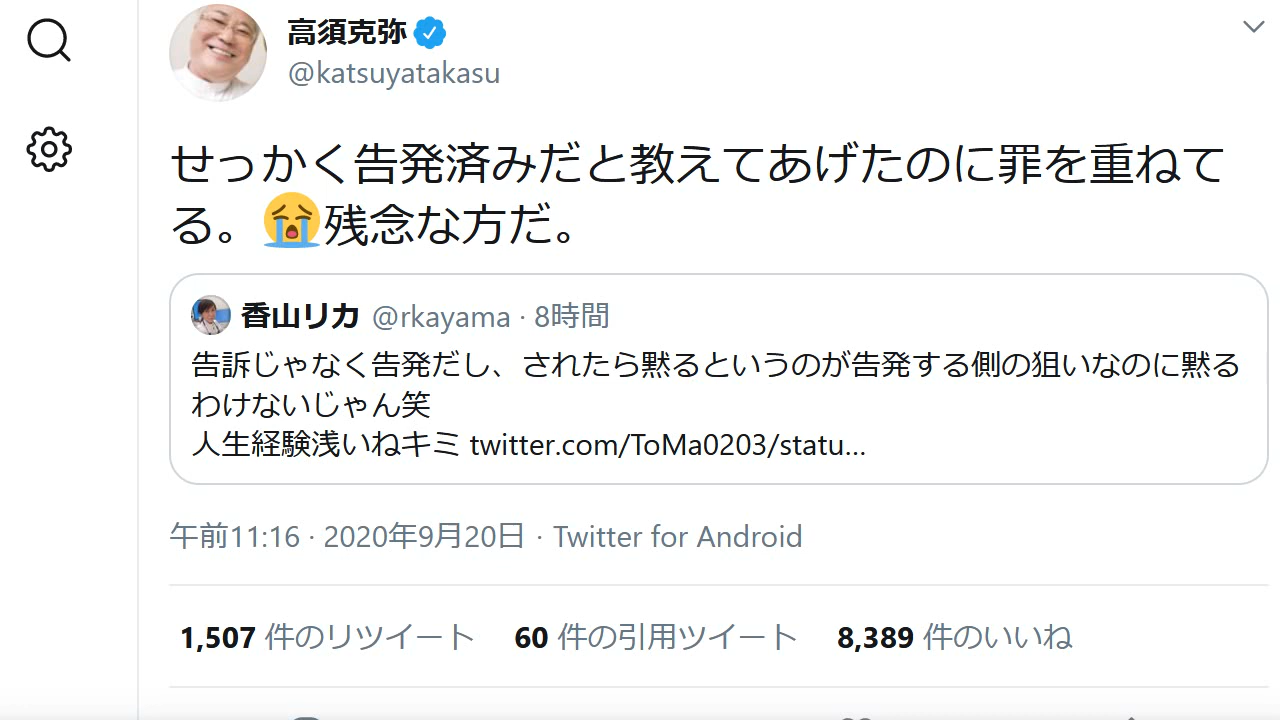 高須克弥
@katsuyatakasu
せっかく告発済みだと教えてあげたのに罪を重ねて
る。😭残念な方だ。
香山リカ @rkayama · 8時間
告訴じゃなく告発だし、されたら黙るというのが告発する側の狙いなのに黙る
わけないじゃん笑
人生経験浅いねキミ twitter.com/ToMa0203/statu…
午前11:16 · 2020年9月20日 · Twitter for Android
1,507 件のリツイート 60 件の引用ツイート 8,389 件のいいね